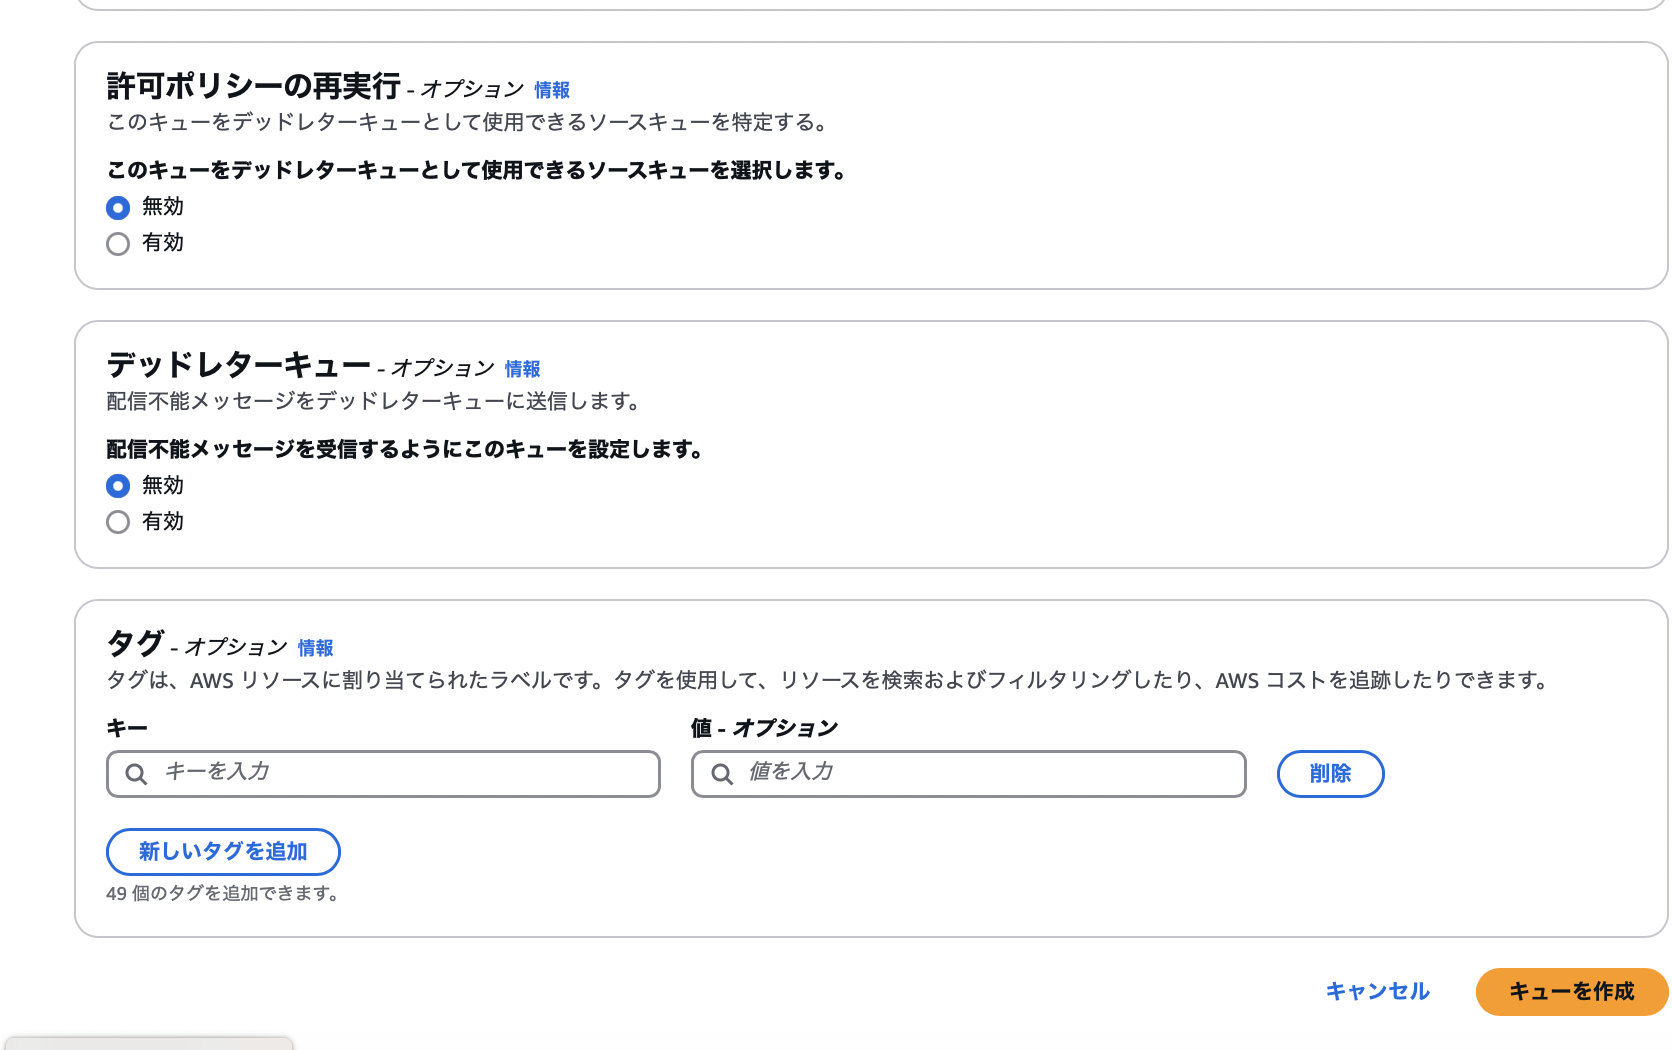 許可ポリシーの再実行 - オプション 情報
このキューをデッドレターキューとして使用できるソースキューを特定する。
このキューをデッドレターキューとして使用できるソースキューを選択します。
無効
有効
デッドレターキュー - オプション 情報
配信不能メッセージをデッドレターキューに送信します。
配信不能メッセージを受信するようにこのキューを設定します。
無効
有効
タグ - オプション 情報
タグは、AWS リソースに割り当てられたラベルです。タグを使用して、リソースを検索およびフィルタリングしたり、AWS コストを追跡したりできます。
キー 値 - オプション
キーを入力 値を入力 削除
新しいタグを追加
49 個のタグを追加できます。
キャンセル キューを作成